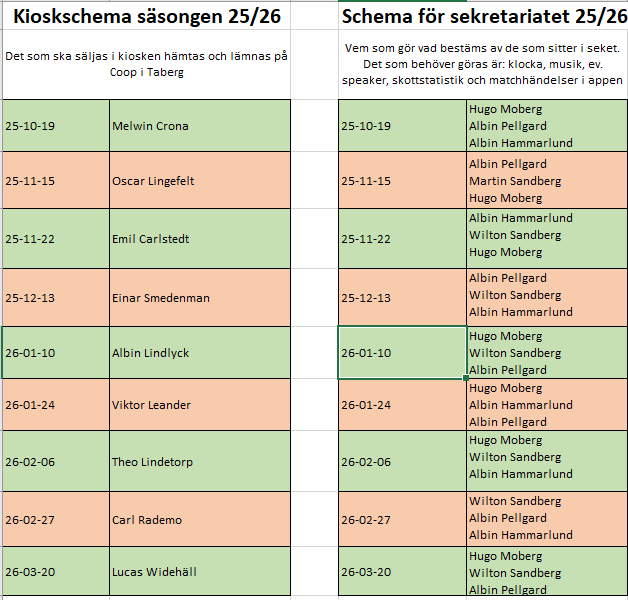 Kioskschema säsongen 25/26
Det som ska säljas i kiosken hämtas och lämnas på
Coop i Taberg
25-10-19 Melwin Crona
25-11-15 Oscar Lingefelt
25-11-22 Emil Carlstedt
25-12-13 Einar Smedenman
26-01-10 Albin Lindlyck
26-01-24 Viktor Leander
26-02-06 Theo Lindetorp
26-02-27 Carl Rademo
26-03-20 Lucas Widehäll
Schema för sekretariatet 25/26
Vem som gör vad bestäms av de som sitter i seket.
Det som behöver göras är: klocka, musik, ev.
speaker, skottstatistik och matchhändelser i appen
Hugo Moberg
25-10-19 Albin Pellgard
Albin Hammarlund
Albin Pellgard
25-11-15 Martin Sandberg
Hugo Moberg
Albin Hammarlund
25-11-22 Wilton Sandberg
Hugo Moberg
Albin Pellgard
25-12-13 Wilton Sandberg
Albin Hammarlund
Hugo Moberg
26-01-10 Wilton Sandberg
Albin Pellgard
Hugo Moberg
26-01-24 Albin Hammarlund
Albin Pellgard
Hugo Moberg
26-02-06 Wilton Sandberg
Albin Hammarlund
Wilton Sandberg
26-02-27 Albin Pellgard
Albin Hammarlund
Hugo Moberg
26-03-20 Wilton Sandberg
Albin Pellgard